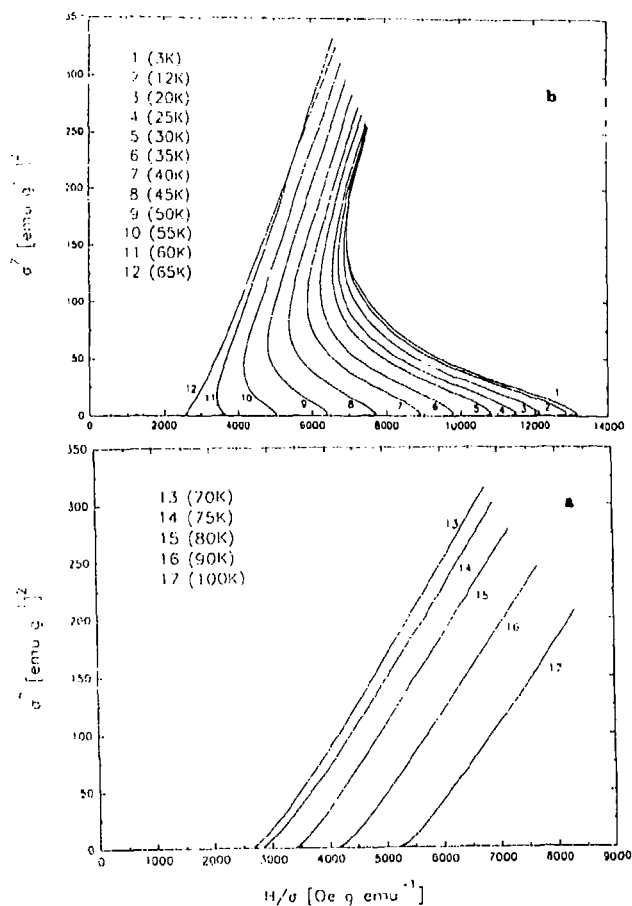 b
1 (3K)
2 (12K)
3 (20K)
4 (25K)
5 (30K)
6 (35K)
7 (40K)
8 (45K)
9 (50K)
10 (55K)
11 (60K)
12 (65K)
250
200
150
100
50
0
12
11
10
9
8
7
6
5
4
3
2
1
0 2000 4000 6000 8000 10000 12000 14000
a
13 (70K)
14 (75K)
15 (80K)
16 (90K)
17 (100K)
300
250
200
150
100
50
0
13
14
15
16
17
0 1000 2000 3000 4000 5000 6000 7000 8000 9000
H/σ [Oe g emu⁻¹]